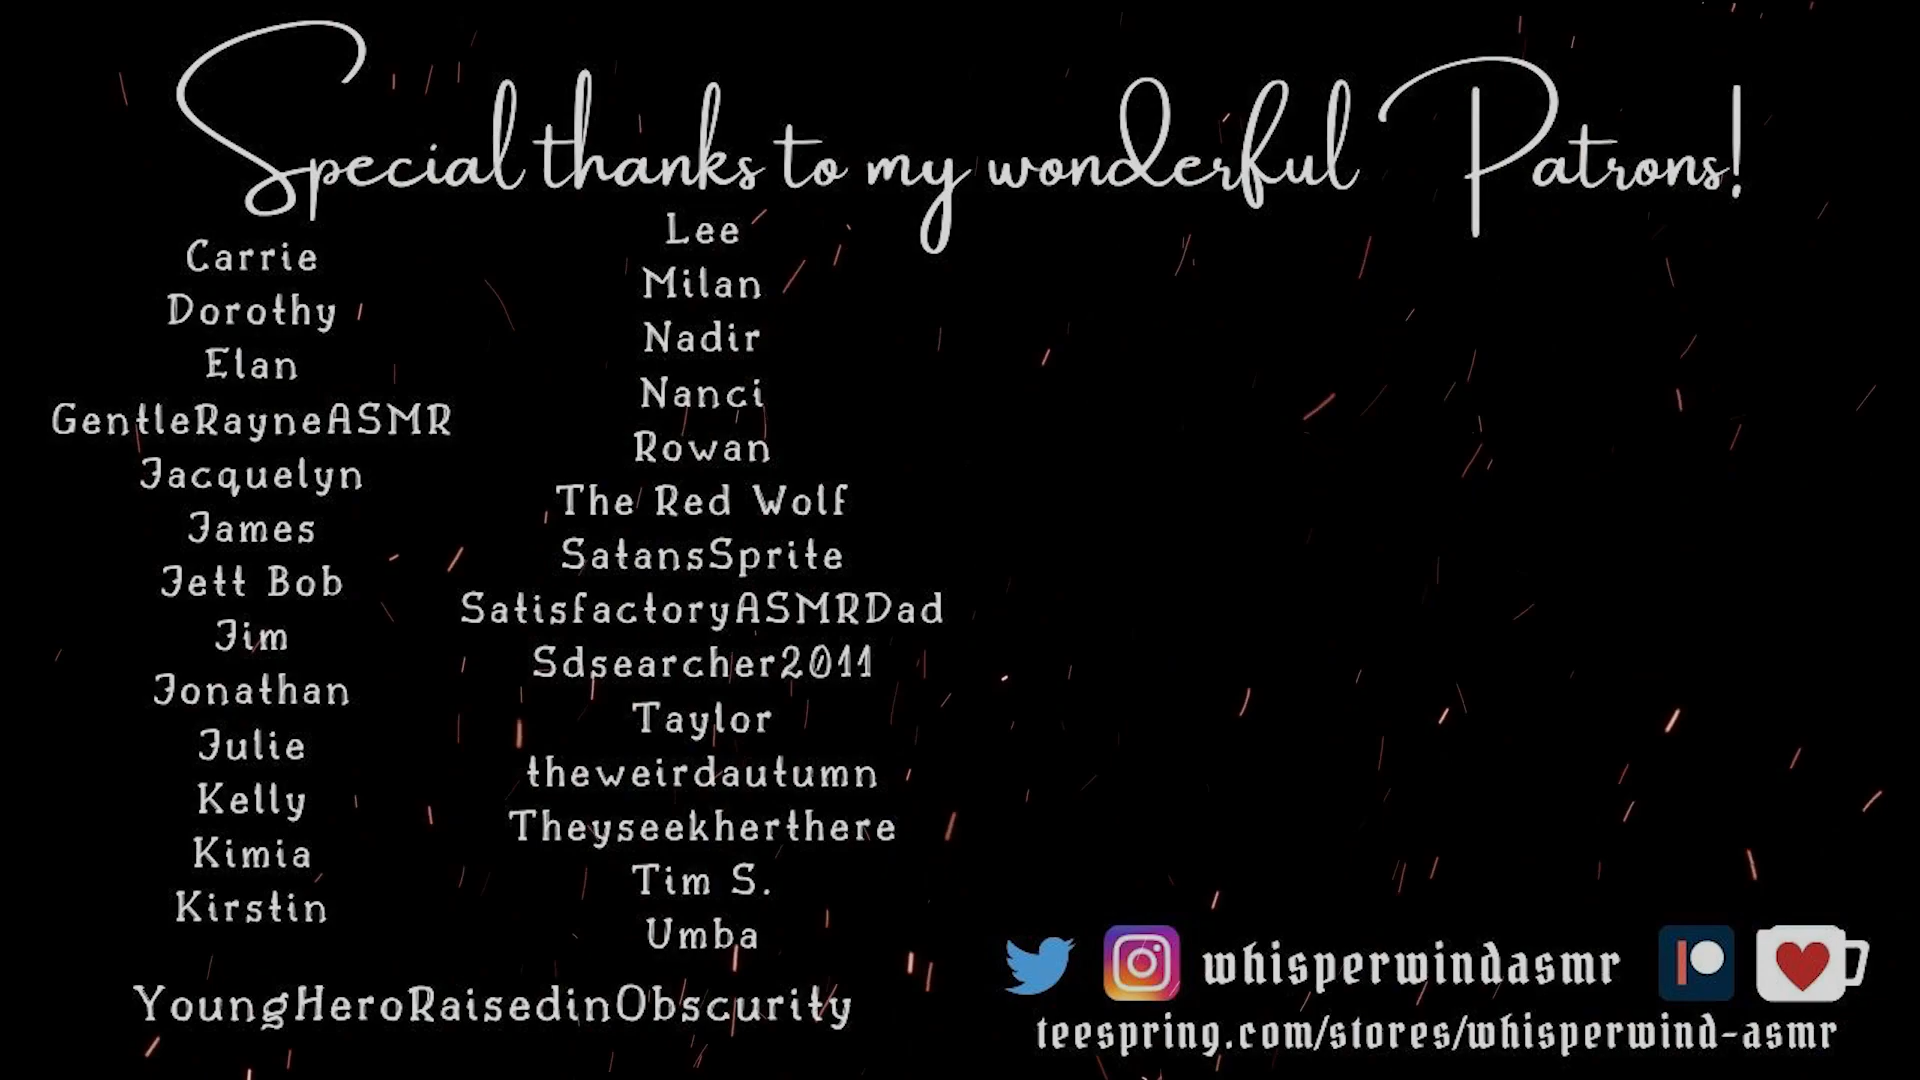 Special thanks to my wonderful Patrons!
Carrie
Dorothy
Elan
GentleRayneASMR
Jacquelyn
James
Jett Bob
Jim
Jonathan
Julie
Kelly
Kimia
Kirstin
Lee
Milan
Nadir
Nanci
Rowan
The Red Wolf
SatansSprite
SatisfactoryASMRDad
Sdsearcher2011
Taylor
theweirdautumn
Theyseekherthere
Tim S.
Umba
YoungHeroRaisedinObscurity
whisperwindasmr
teespring.com/stores/whisperwind-asmr